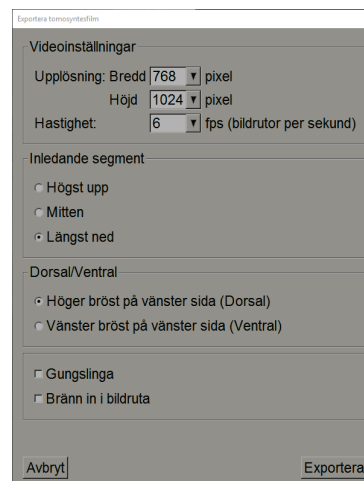 Exportera tomosyntesfilm
Videoinställningar
Upplösning: Bredd 768 pixel
Höjd 1024 pixel
Hastighet: 6 fps (bildrutor per sekund)
Inledande segment
Högst upp
Mitten
Längst ned
Dorsal/Ventral
Höger bröst på vänster sida (Dorsal)
Vänster bröst på vänster sida (Ventral)
Gungslinga
Bränn in i bildruta
Avbryt Exportera